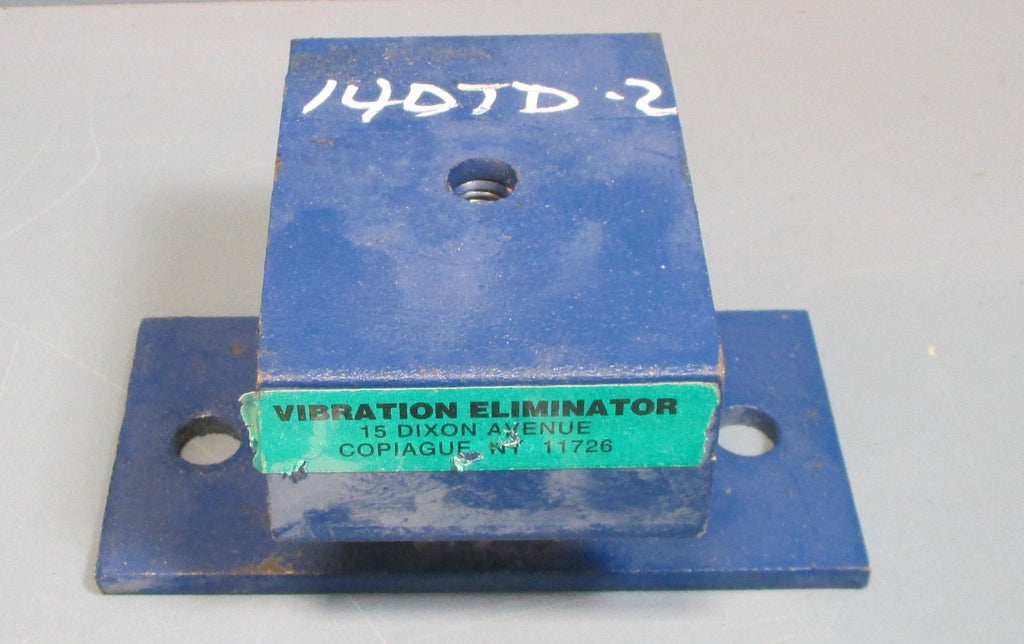 14DTD-2
VIBRATION ELIMINATOR
15 DIXON AVENUE
COPIAGUE NY 11726